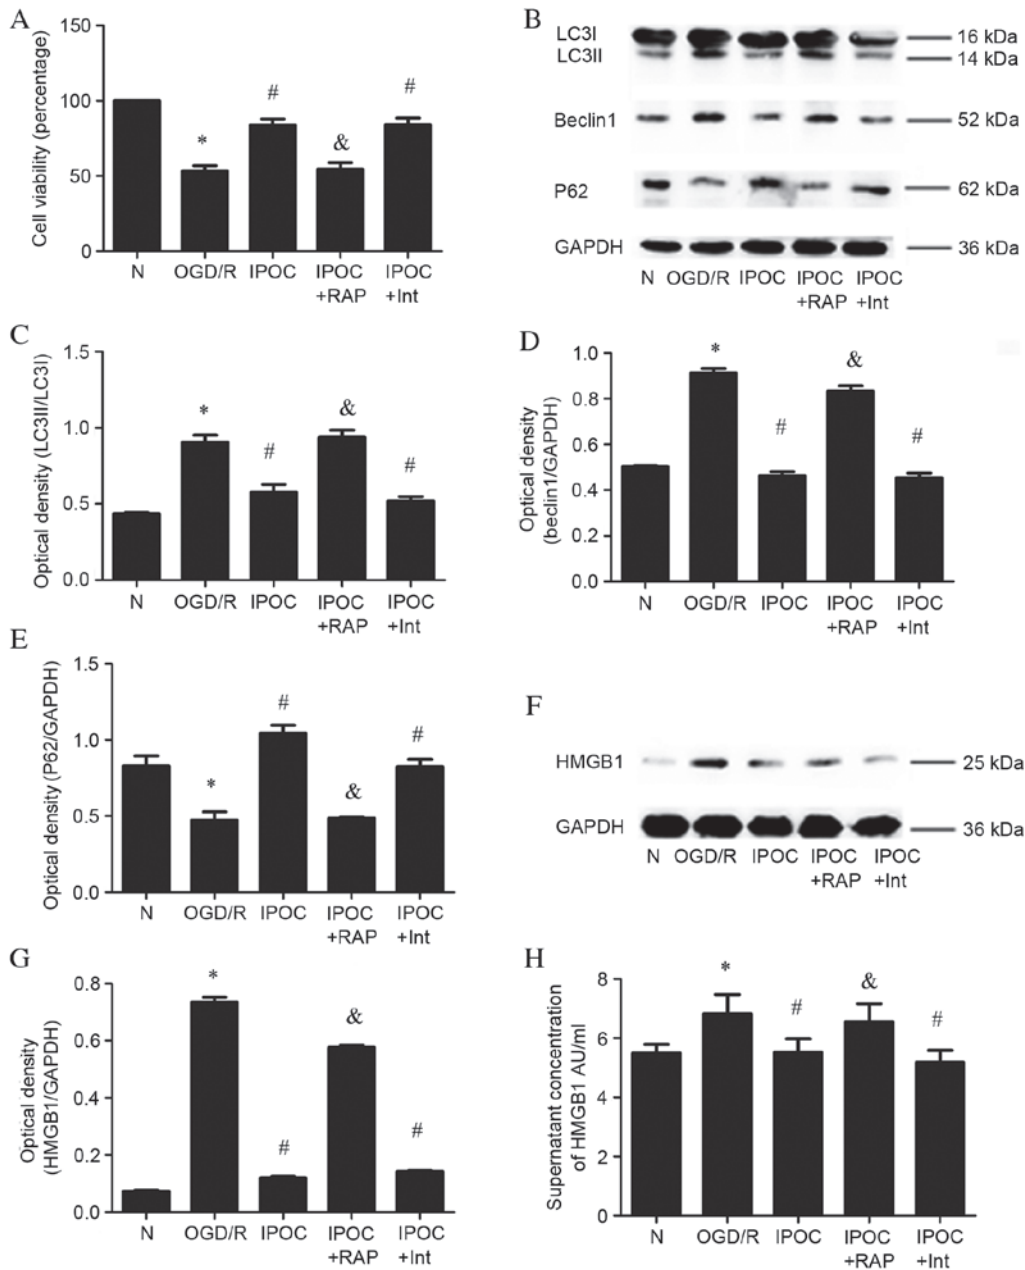 A
Cell viability (percentage)
150
100
50
0
*
#
&
#
N OGD/R IPOC IPOC +RAP IPOC +Int
B
LC3I
LC3II
Beclin1
P62
GAPDH
16 kDa
14 kDa
52 kDa
62 kDa
36 kDa
N OGD/R IPOC IPOC +RAP IPOC +Int
C
Optical density (LC3II/LC3I)
1.5
1.0
0.5
0.0
*
#
&
#
N OGD/R IPOC IPOC +RAP IPOC +Int
D
Optical density
(beclin1/GAPDH)
1.0
0.8
0.6
0.4
0.2
0.0
*
#
&
#
N OGD/R IPOC IPOC +RAP IPOC +Int
E
Optical density (P62/GAPDH)
1.5
1.0
0.5
0.0
*
#
&
#
N OGD/R IPOC IPOC +RAP IPOC +Int
F
HMGB1
25 kDa
GAPDH
36 kDa
N OGD/R IPOC IPOC +RAP IPOC +Int
G
Optical density
(HMGB1/GAPDH)
0.8
0.6
0.4
0.2
0.0
*
#
&
#
N OGD/R IPOC IPOC +RAP IPOC +Int
H
Supernatant concentration
of HMGB1 AU/ml
8
6
4
2
0
*
#
&
#
N OGD/R IPOC IPOC +RAP IPOC +Int